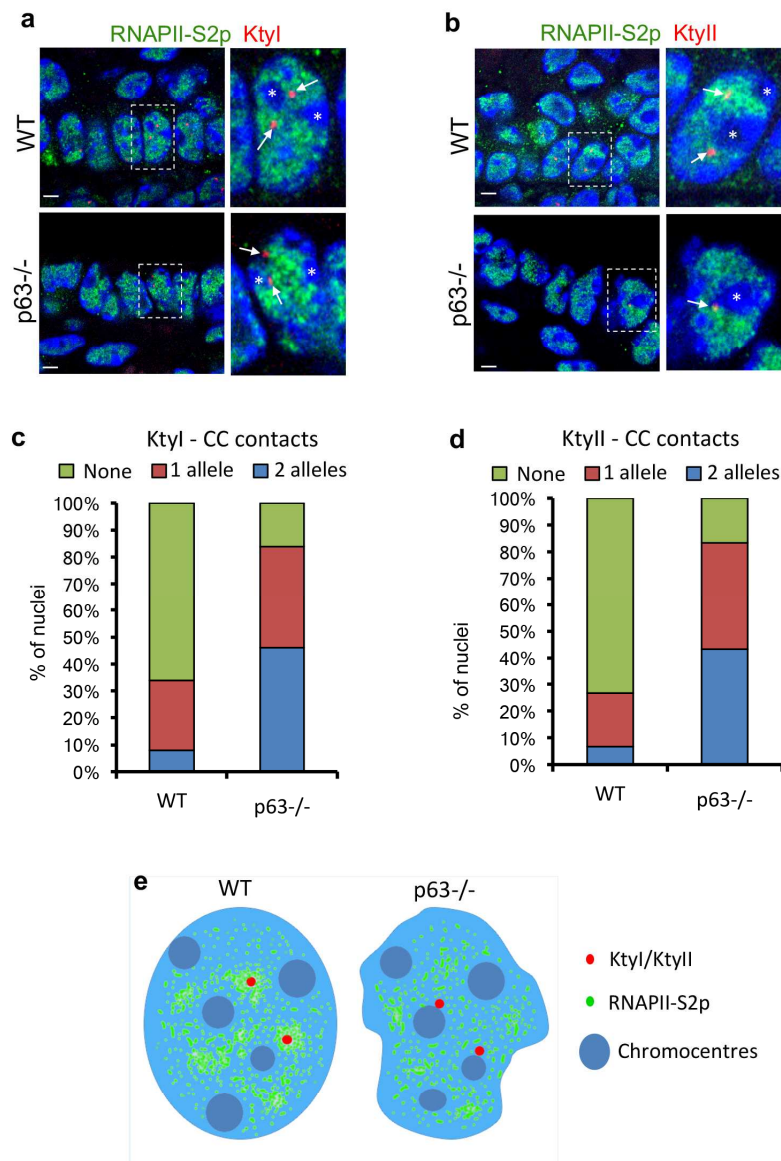 a
RNAPII-S2p KtyI
WT
*
*
p63-/-
*
*
b
RNAPII-S2p KtyII
WT
*
*
p63-/-
*
c
KtyI - CC contacts
None 1 allele 2 alleles
% of nuclei
100%
90%
80%
70%
60%
50%
40%
30%
20%
10%
0%
WT p63-/-
d
KtyII - CC contacts
None 1 allele 2 alleles
% of nuclei
100%
90%
80%
70%
60%
50%
40%
30%
20%
10%
0%
WT p63-/-
e
WT p63-/-
KtyI/KtyII
RNAPII-S2p
Chromocentres